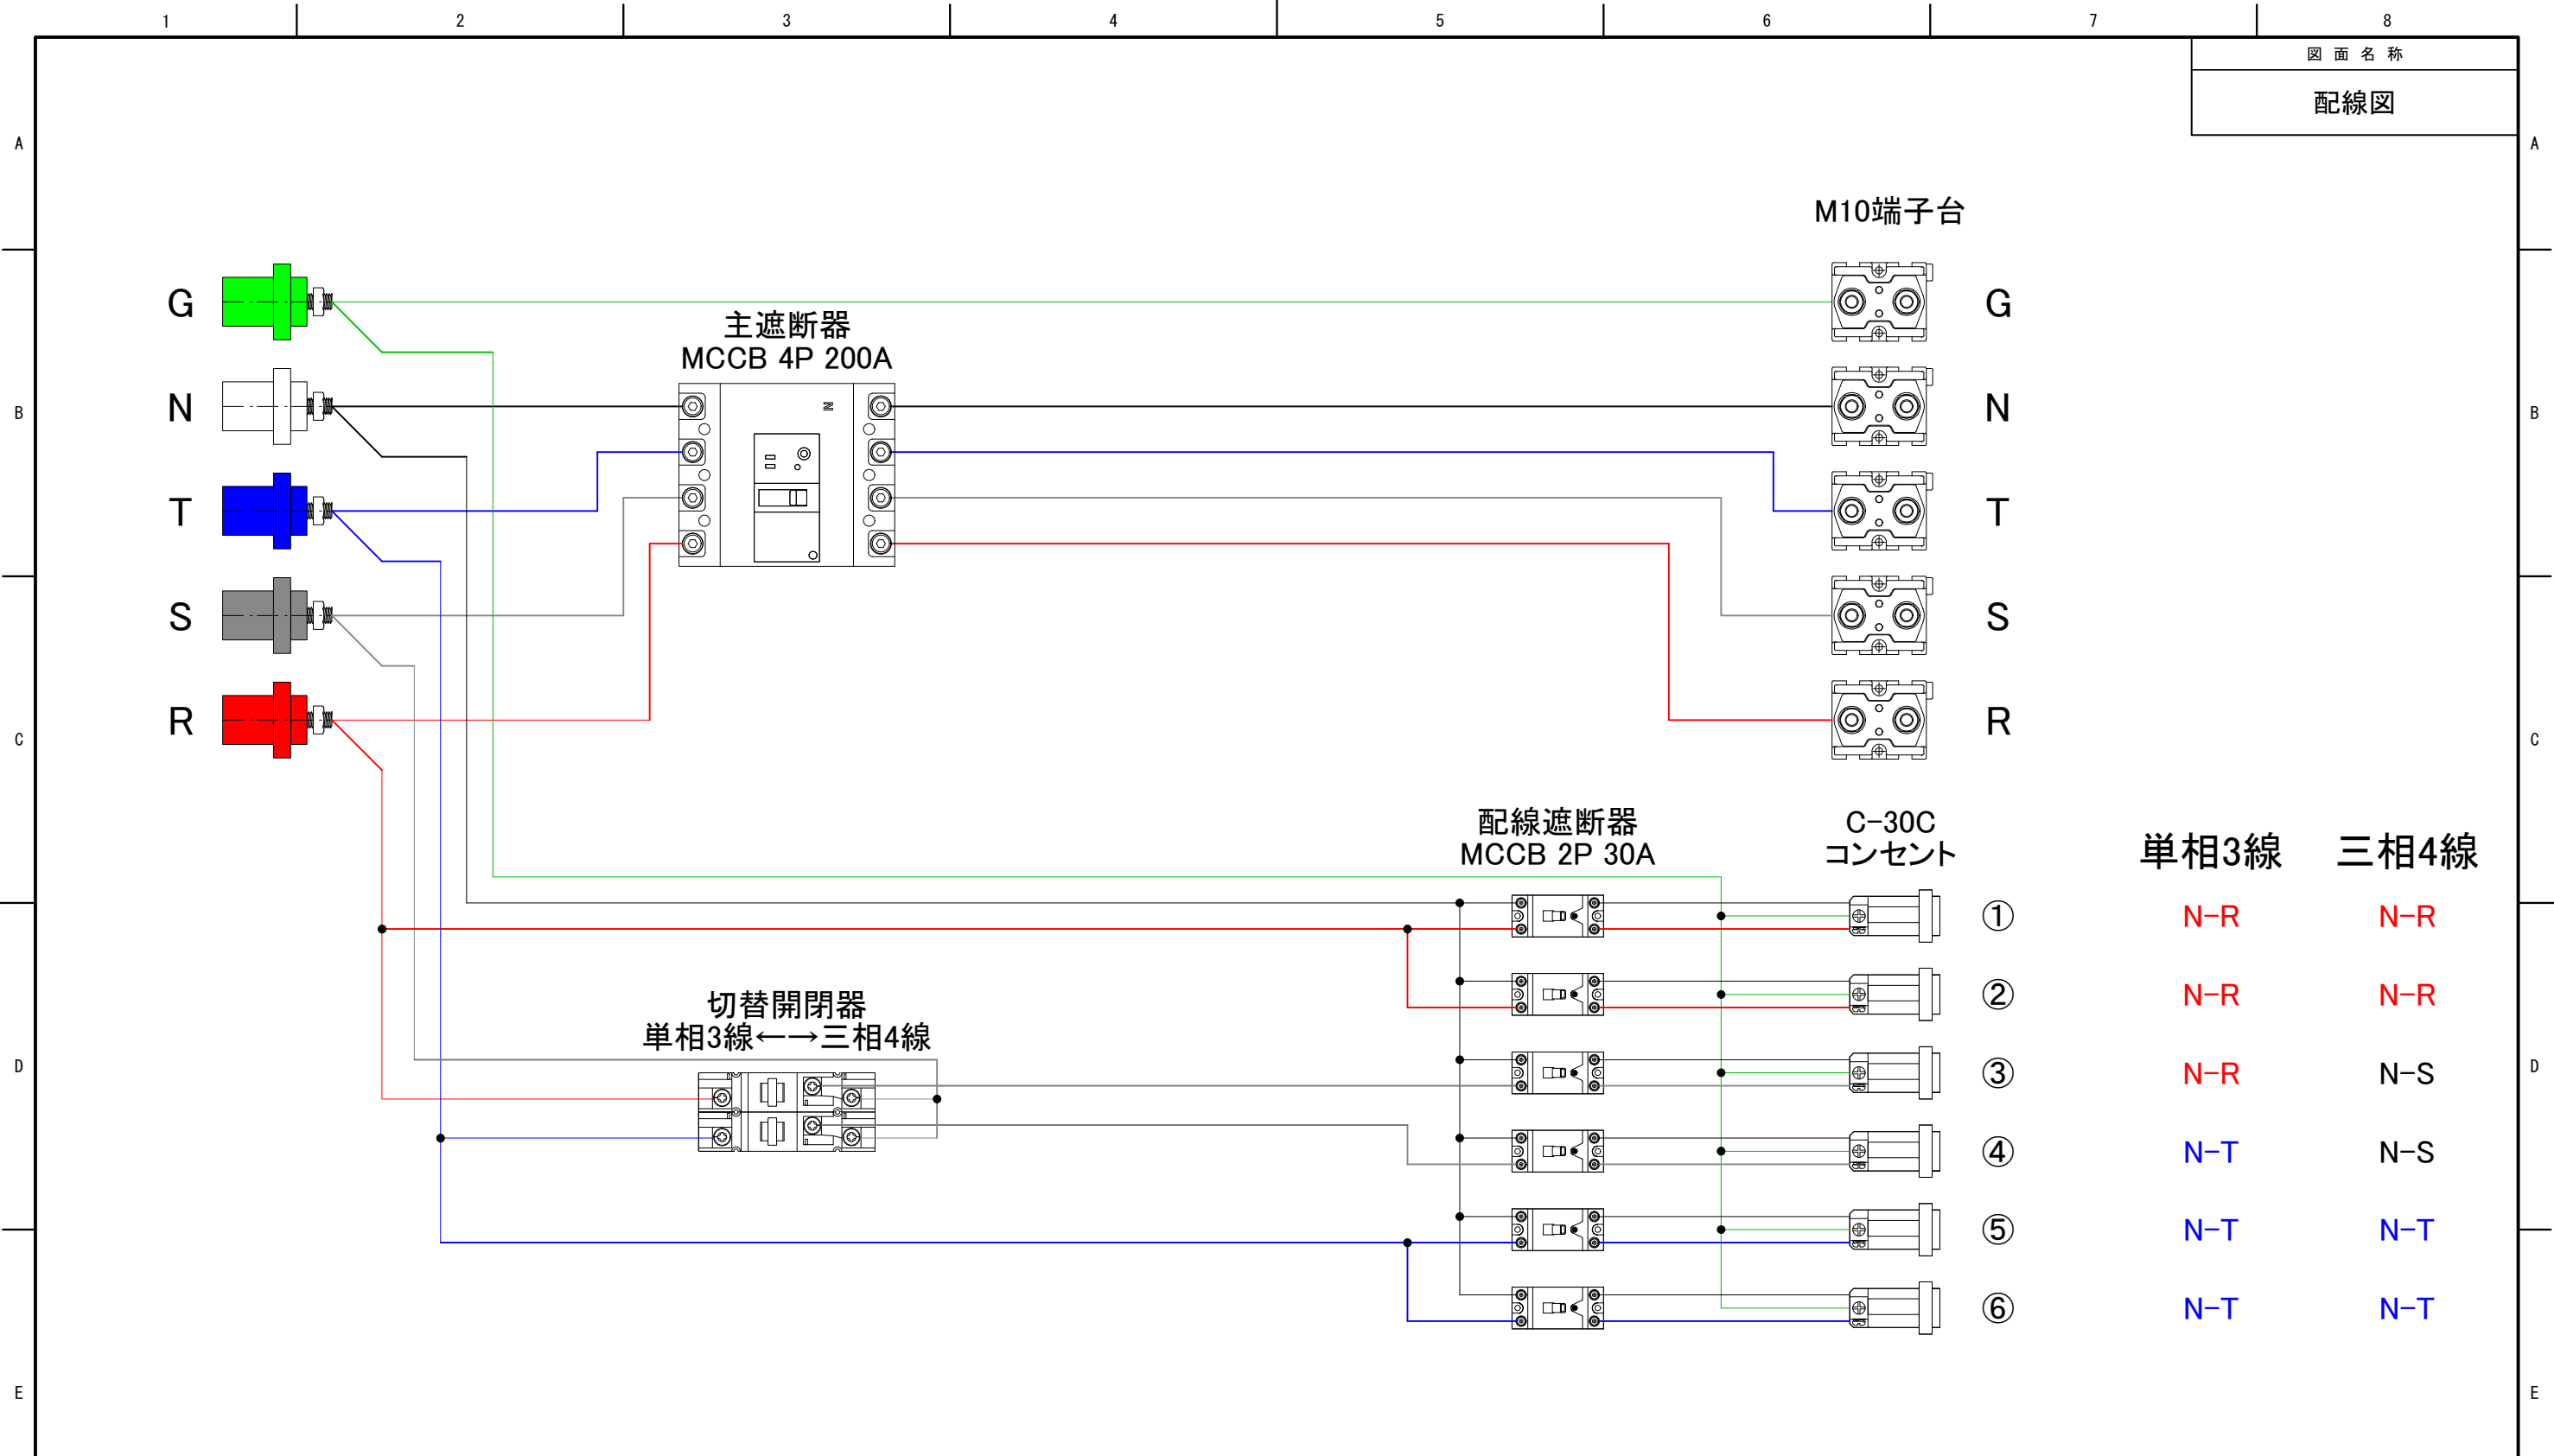 1 2 3 4 5 6 7 8
図面名称
配線図
A A
M10端子台
G G
主遮断器
MCCB 4P 200A
N N
N
B B
T T
S S
R R
C C
配線遮断器 C-30C
MCCB 2P 30A コンセント 単相3線 三相4線
① N-R N-R
② N-R N-R
切替開閉器
単相3線←→三相4線
D D
③ N-R N-S
④ N-T N-S
⑤ N-T N-T
⑥ N-T N-T
E E